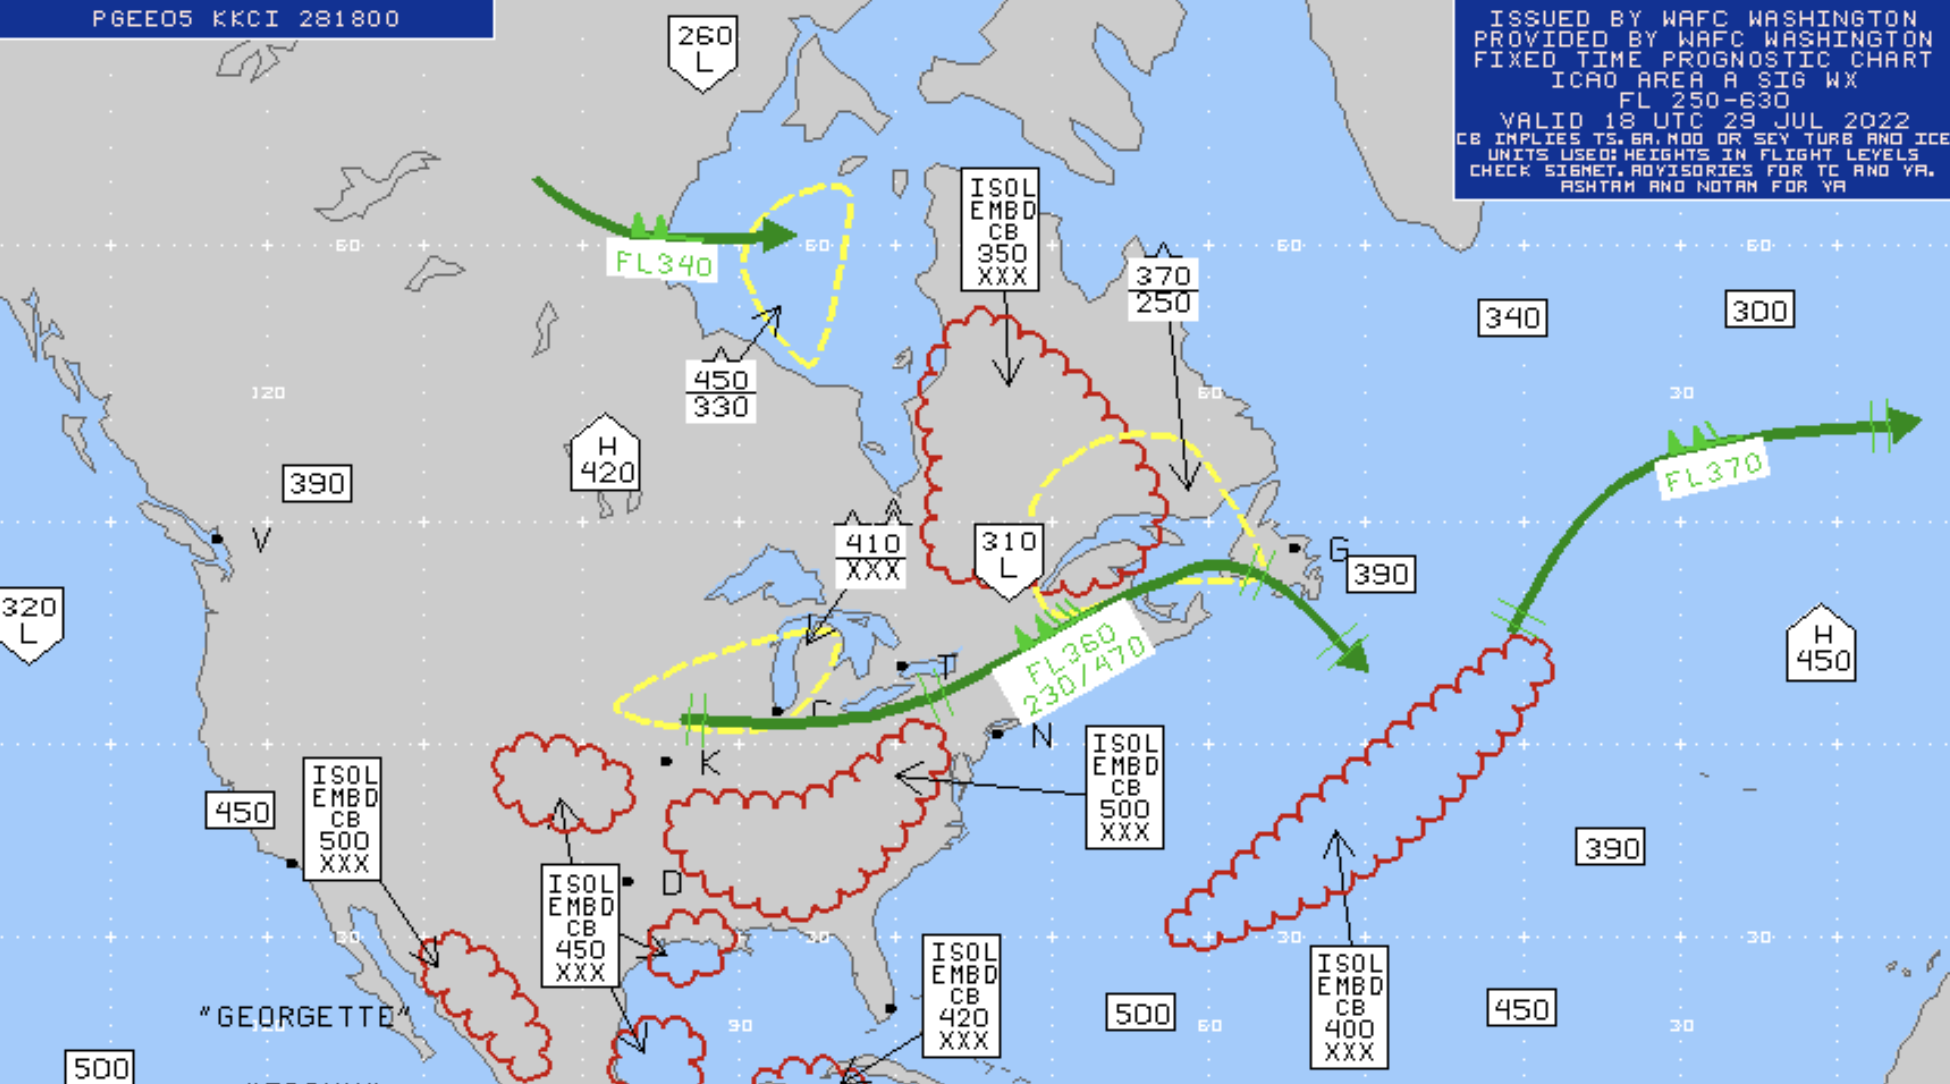 PGEE05 KKCI 281800
ISSUED BY WAFC WASHINGTON
PROVIDED BY WAFC WASHINGTON
FIXED TIME PROGNOSTIC CHART
ICAO AREA A SIG WX
FL 250-630
VALID 18 UTC 29 JUL 2022
CB IMPLIES TS.GR.MOD OR SEV TURB AND ICE
UNITS USED: HEIGHTS IN FLIGHT LEVELS
CHECK SIGMET. ADVISORIES FOR TC AND VA.
ASHTAM AND NOTAM FOR VA
260
L
ISOL
EMBD
CB
350
XXX
60
FL340
60
60
60
370
250
340
300
450
330
120
60
30
H
420
390
FL370
410
XXX
310
L
V
G
390
320
L
H
450
T
FL360
230/470
C
N
K
ISOL
EMBD
CB
500
XXX
ISOL
EMBD
CB
500
XXX
450
390
D
ISOL
EMBD
CB
450
XXX
30
30
30
30
ISOL
EMBD
CB
420
XXX
ISOL
EMBD
CB
400
XXX
"GEORGETTE"
120
90
500
60
450
30
500